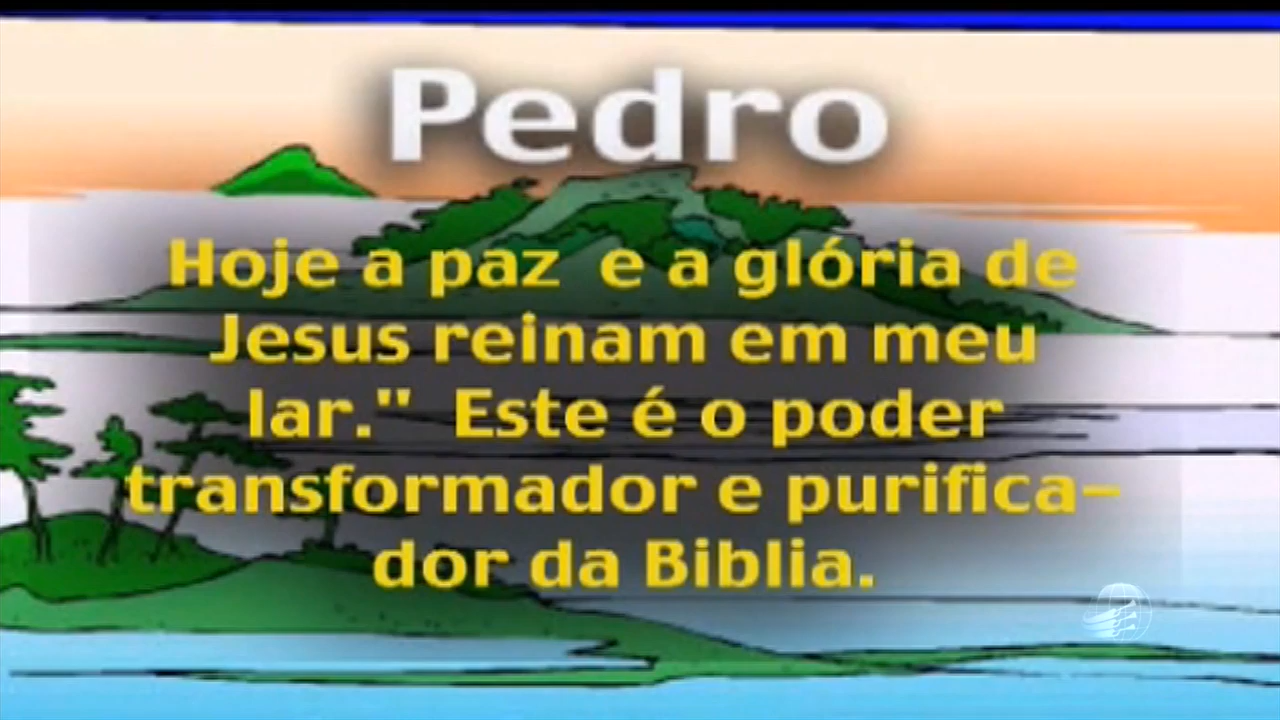 Pedro
Hoje a paz  e a glória de
Jesus reinam em meu
lar."  Este é o poder
transformador e purifica-
dor da Biblia.